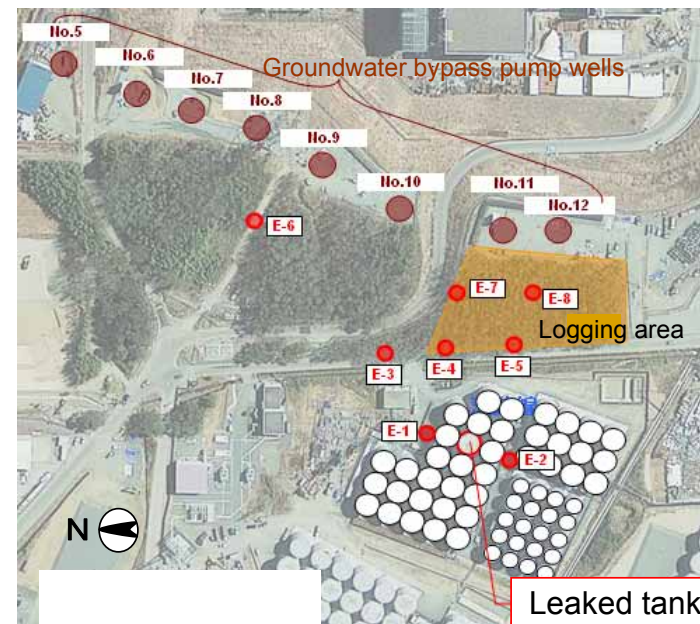 No.5
No.6
No.7
Groundwater bypass pump wells
No.8
No.9
No.10
No.11
No.12
E-6
E-7
E-8
Logging area
E-3
E-4
E-5
E-1
E-2
N
Leaked tank